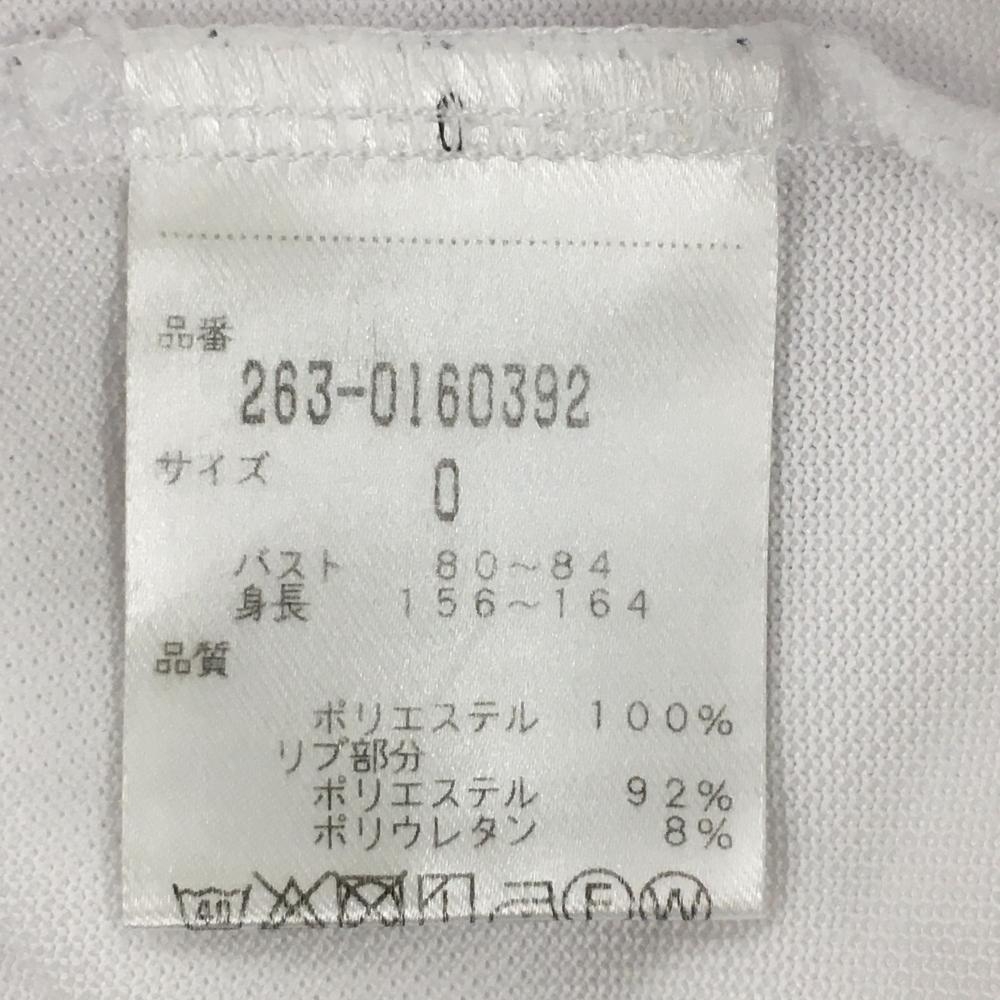 0
品番
263-0160392
サイズ
0
バスト 80～84
身長 156～164
品質
ポリエステル 100%
リブ部分
ポリエステル 92%
ポリウレタン 8%
40 F W